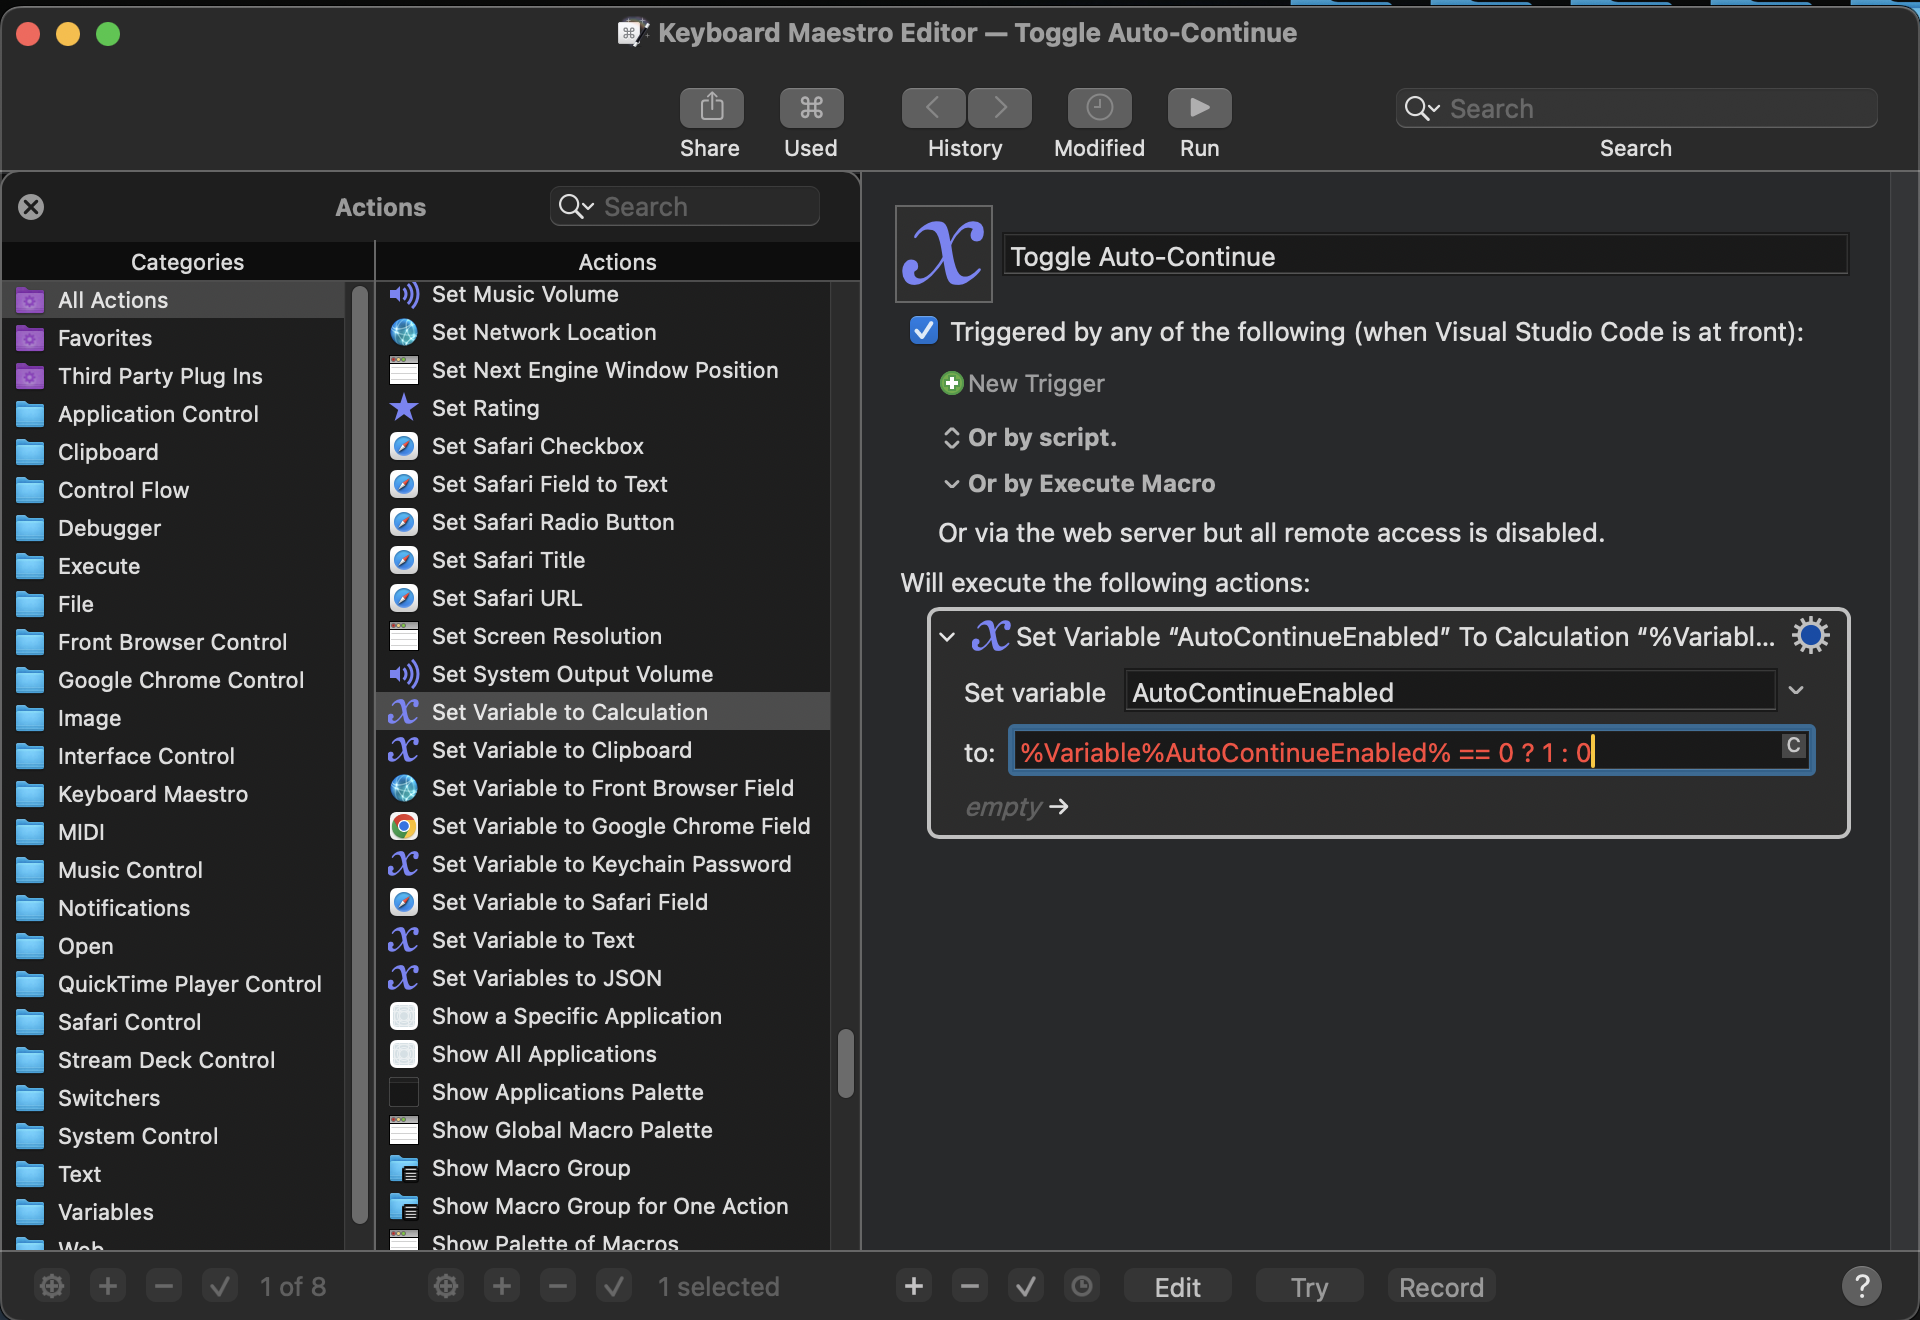 Keyboard Maestro Editor — Toggle Auto-Continue
Share
Used
History
Modified
Run
Search
Search
Actions
Search
Categories
All Actions
Favorites
Third Party Plug Ins
Application Control
Clipboard
Control Flow
Debugger
Execute
File
Front Browser Control
Google Chrome Control
Image
Interface Control
Keyboard Maestro
MIDI
Music Control
Notifications
Open
QuickTime Player Control
Safari Control
Stream Deck Control
Switchers
System Control
Text
Variables
Web
Actions
Set Music Volume
Set Network Location
Set Next Engine Window Position
Set Rating
Set Safari Checkbox
Set Safari Field to Text
Set Safari Radio Button
Set Safari Title
Set Safari URL
Set Screen Resolution
Set System Output Volume
Set Variable to Calculation
Set Variable to Clipboard
Set Variable to Front Browser Field
Set Variable to Google Chrome Field
Set Variable to Keychain Password
Set Variable to Safari Field
Set Variable to Text
Set Variables to JSON
Show a Specific Application
Show All Applications
Show Applications Palette
Show Global Macro Palette
Show Macro Group
Show Macro Group for One Action
Show Palette of Macros
Toggle Auto-Continue
Triggered by any of the following (when Visual Studio Code is at front):
New Trigger
Or by script.
Or by Execute Macro
Or via the web server but all remote access is disabled.
Will execute the following actions:
Set Variable “AutoContinueEnabled” To Calculation “%Variabl...
Set variable AutoContinueEnabled
to: %Variable%AutoContinueEnabled% == 0 ? 1 : 0 C
empty →
1 of 8
1 selected
Edit
Try
Record
?